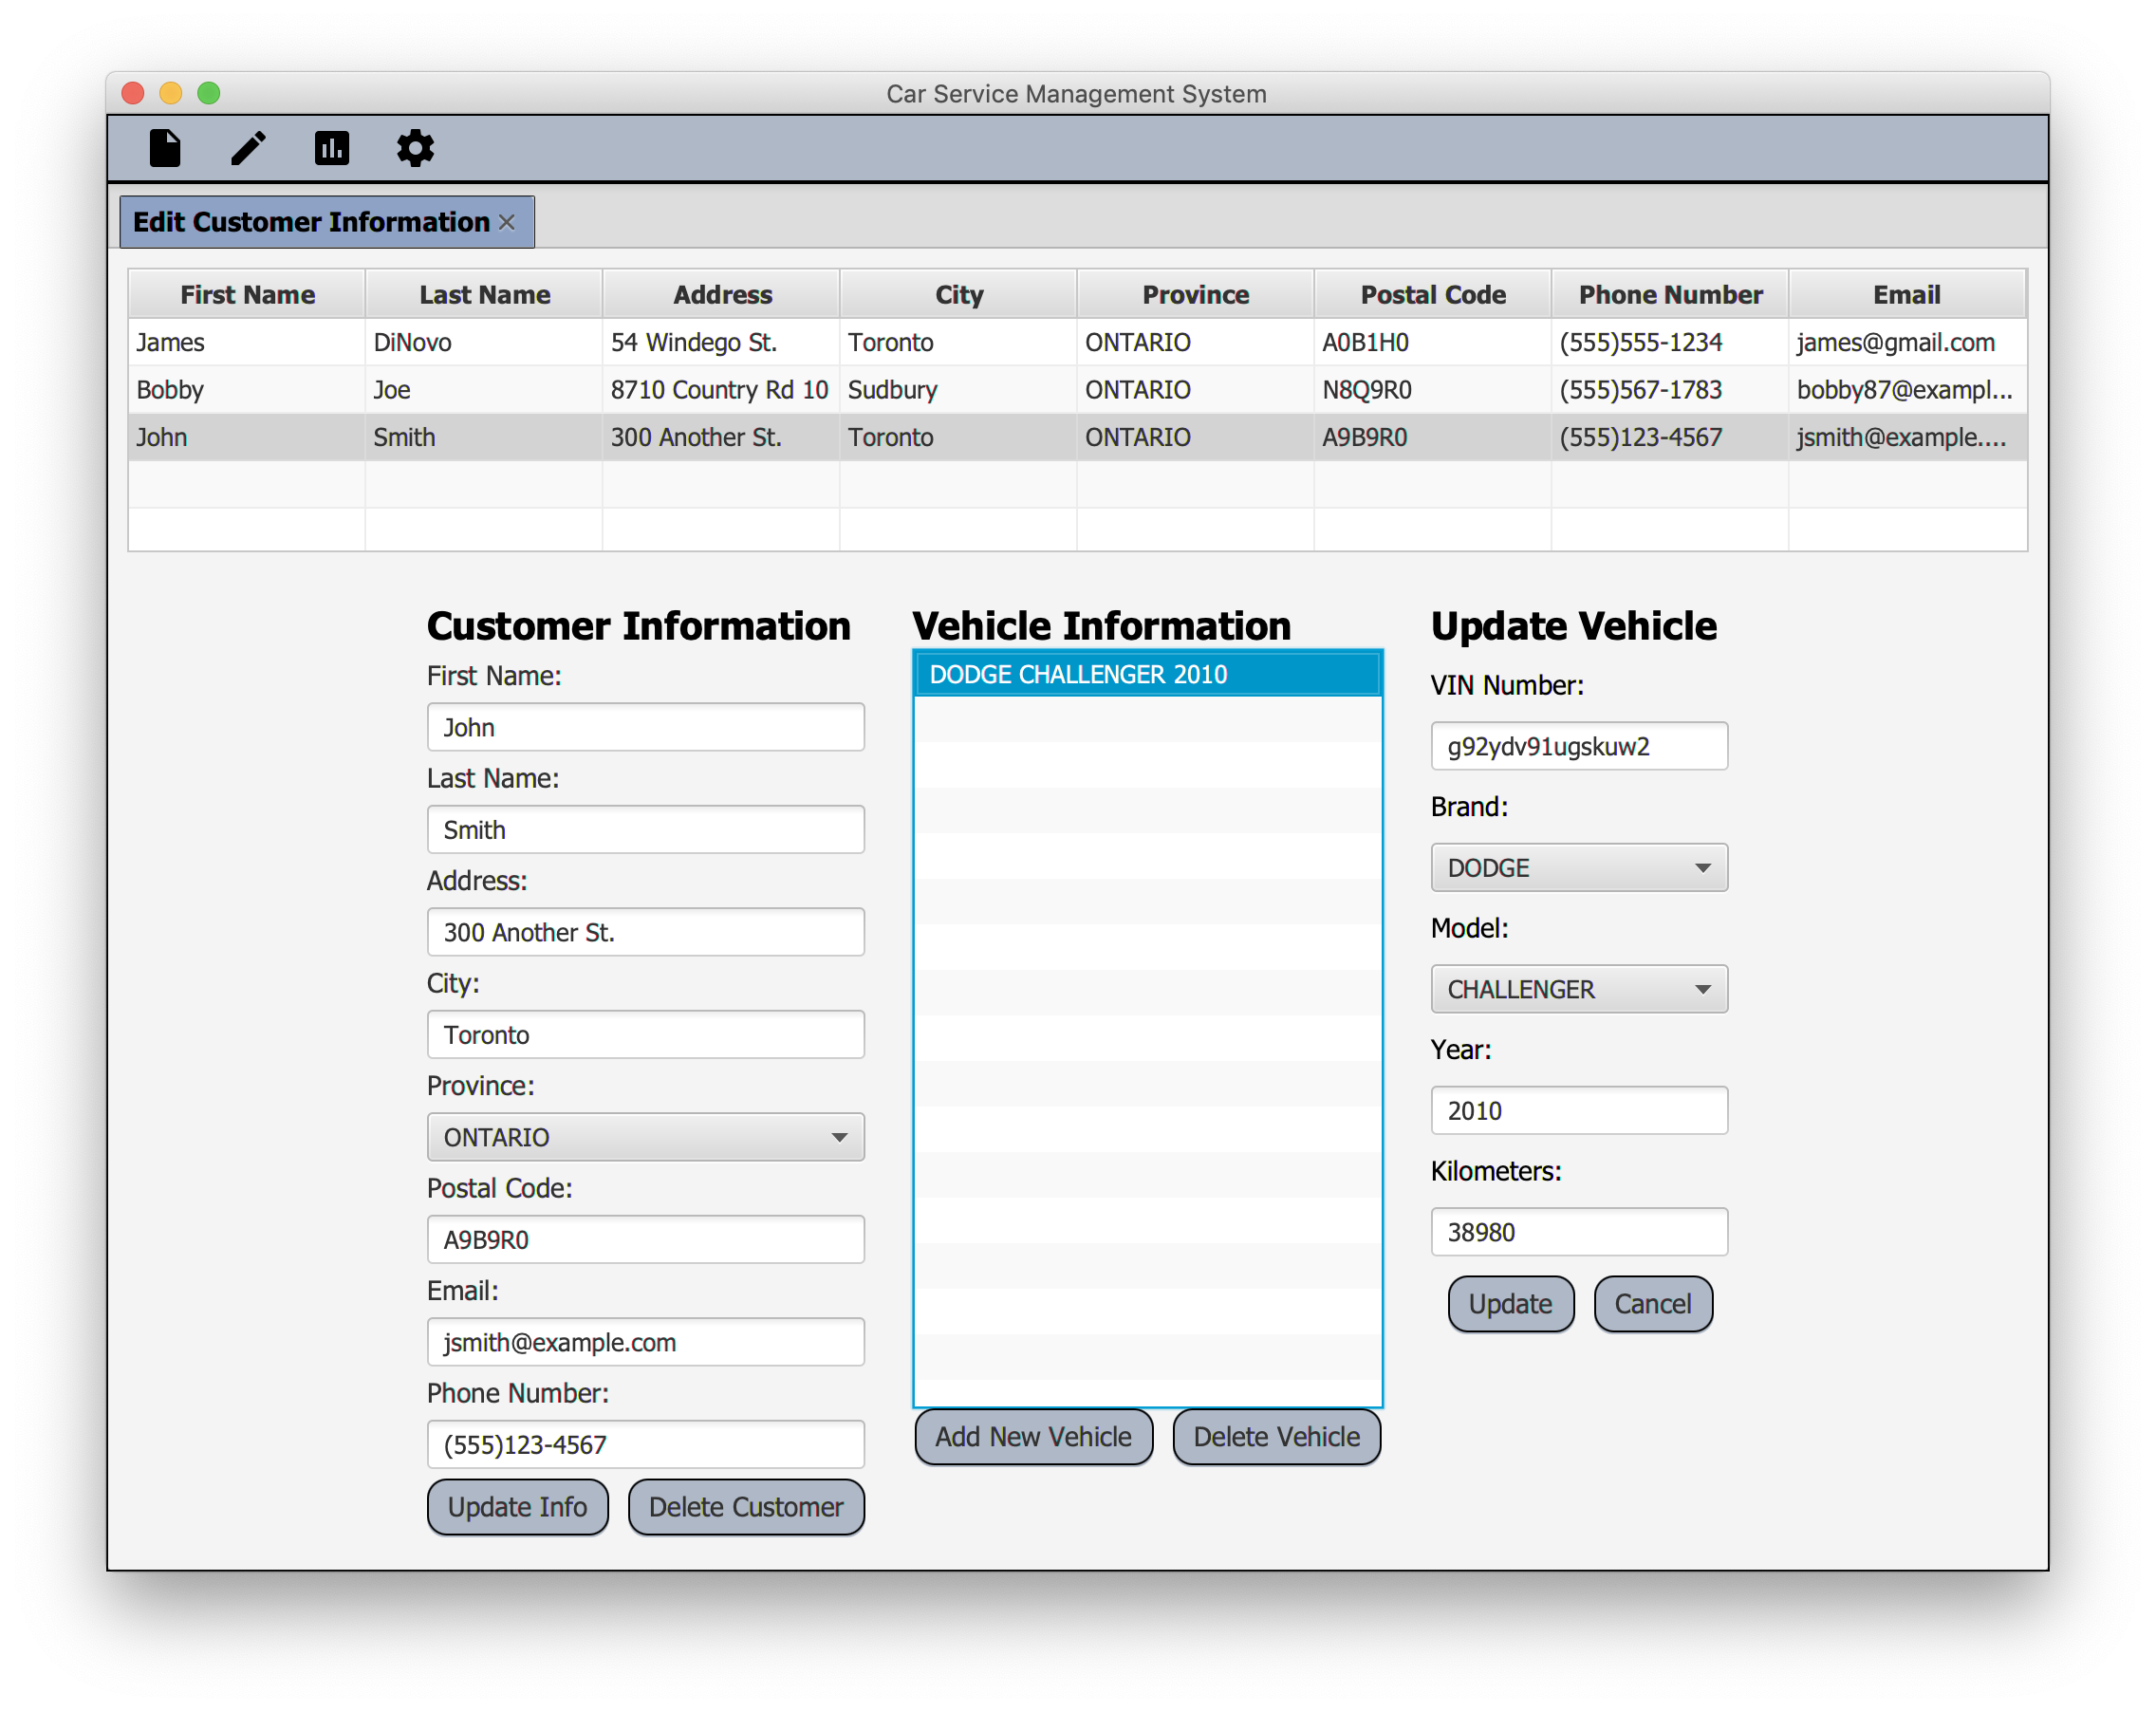 Car Service Management System
Edit Customer Information
First Name Last Name Address City Province Postal Code Phone Number Email
James DiNovo 54 Windego St. Toronto ONTARIO A0B1H0 (555)555-1234 james@gmail.com
Bobby Joe 8710 Country Rd 10 Sudbury ONTARIO N8Q9R0 (555)567-1783 bobby87@exampl...
John Smith 300 Another St. Toronto ONTARIO A9B9R0 (555)123-4567 jsmith@example....
Customer Information
First Name:
John
Last Name:
Smith
Address:
300 Another St.
City:
Toronto
Province:
ONTARIO
Postal Code:
A9B9R0
Email:
jsmith@example.com
Phone Number:
(555)123-4567
Update Info Delete Customer
Vehicle Information
DODGE CHALLENGER 2010
Add New Vehicle Delete Vehicle
Update Vehicle
VIN Number:
g92ydv91ugskuw2
Brand:
DODGE
Model:
CHALLENGER
Year:
2010
Kilometers:
38980
Update Cancel